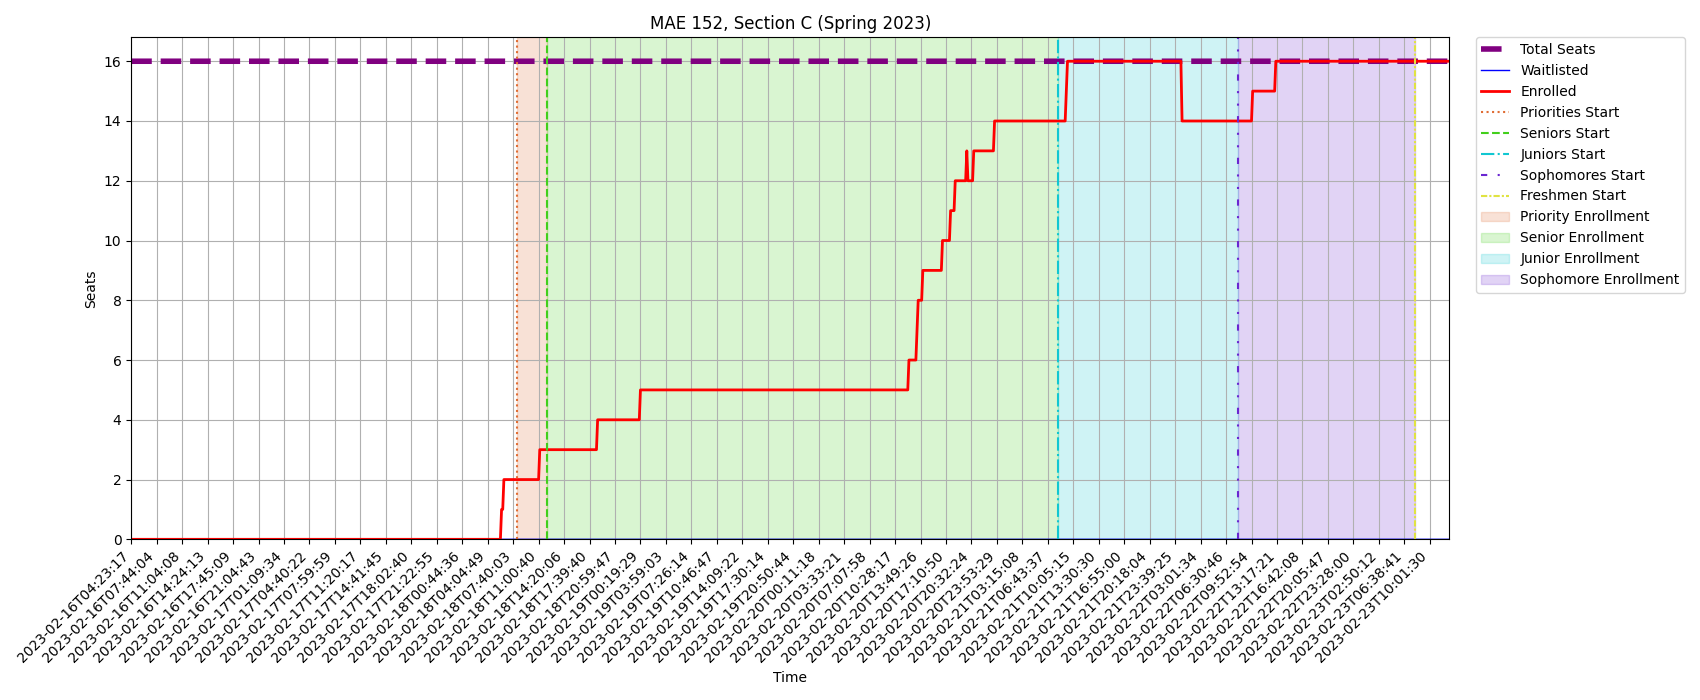 MAE 152, Section C (Spring 2023)
Seats
16
14
12
10
8
6
4
2
0
2023-02-16T04:23:17
2023-02-16T07:44:04
2023-02-16T11:04:08
2023-02-16T14:24:13
2023-02-16T17:45:09
2023-02-16T21:04:43
2023-02-17T01:09:34
2023-02-17T04:40:22
2023-02-17T07:59:59
2023-02-17T11:20:17
2023-02-17T14:41:45
2023-02-17T18:02:40
2023-02-17T21:22:55
2023-02-18T00:44:36
2023-02-18T04:04:49
2023-02-18T07:40:03
2023-02-18T11:00:40
2023-02-18T14:20:06
2023-02-18T17:39:40
2023-02-18T20:59:47
2023-02-19T00:19:29
2023-02-19T03:59:03
2023-02-19T07:26:14
2023-02-19T10:46:47
2023-02-19T14:09:22
2023-02-19T17:30:14
2023-02-19T20:50:44
2023-02-20T00:11:18
2023-02-20T03:33:21
2023-02-20T07:07:58
2023-02-20T10:28:17
2023-02-20T13:49:26
2023-02-20T17:10:50
2023-02-20T20:32:24
2023-02-20T23:53:29
2023-02-21T03:15:08
2023-02-21T06:43:37
2023-02-21T10:05:15
2023-02-21T13:30:30
2023-02-21T16:55:00
2023-02-21T20:18:04
2023-02-21T23:39:25
2023-02-22T03:01:34
2023-02-22T06:30:46
2023-02-22T09:52:54
2023-02-22T13:17:21
2023-02-22T16:42:08
2023-02-22T20:05:47
2023-02-22T23:28:00
2023-02-23T02:50:12
2023-02-23T06:38:41
2023-02-23T10:01:30
Time
Total Seats
Waitlisted
Enrolled
Priorities Start
Seniors Start
Juniors Start
Sophomores Start
Freshmen Start
Priority Enrollment
Senior Enrollment
Junior Enrollment
Sophomore Enrollment